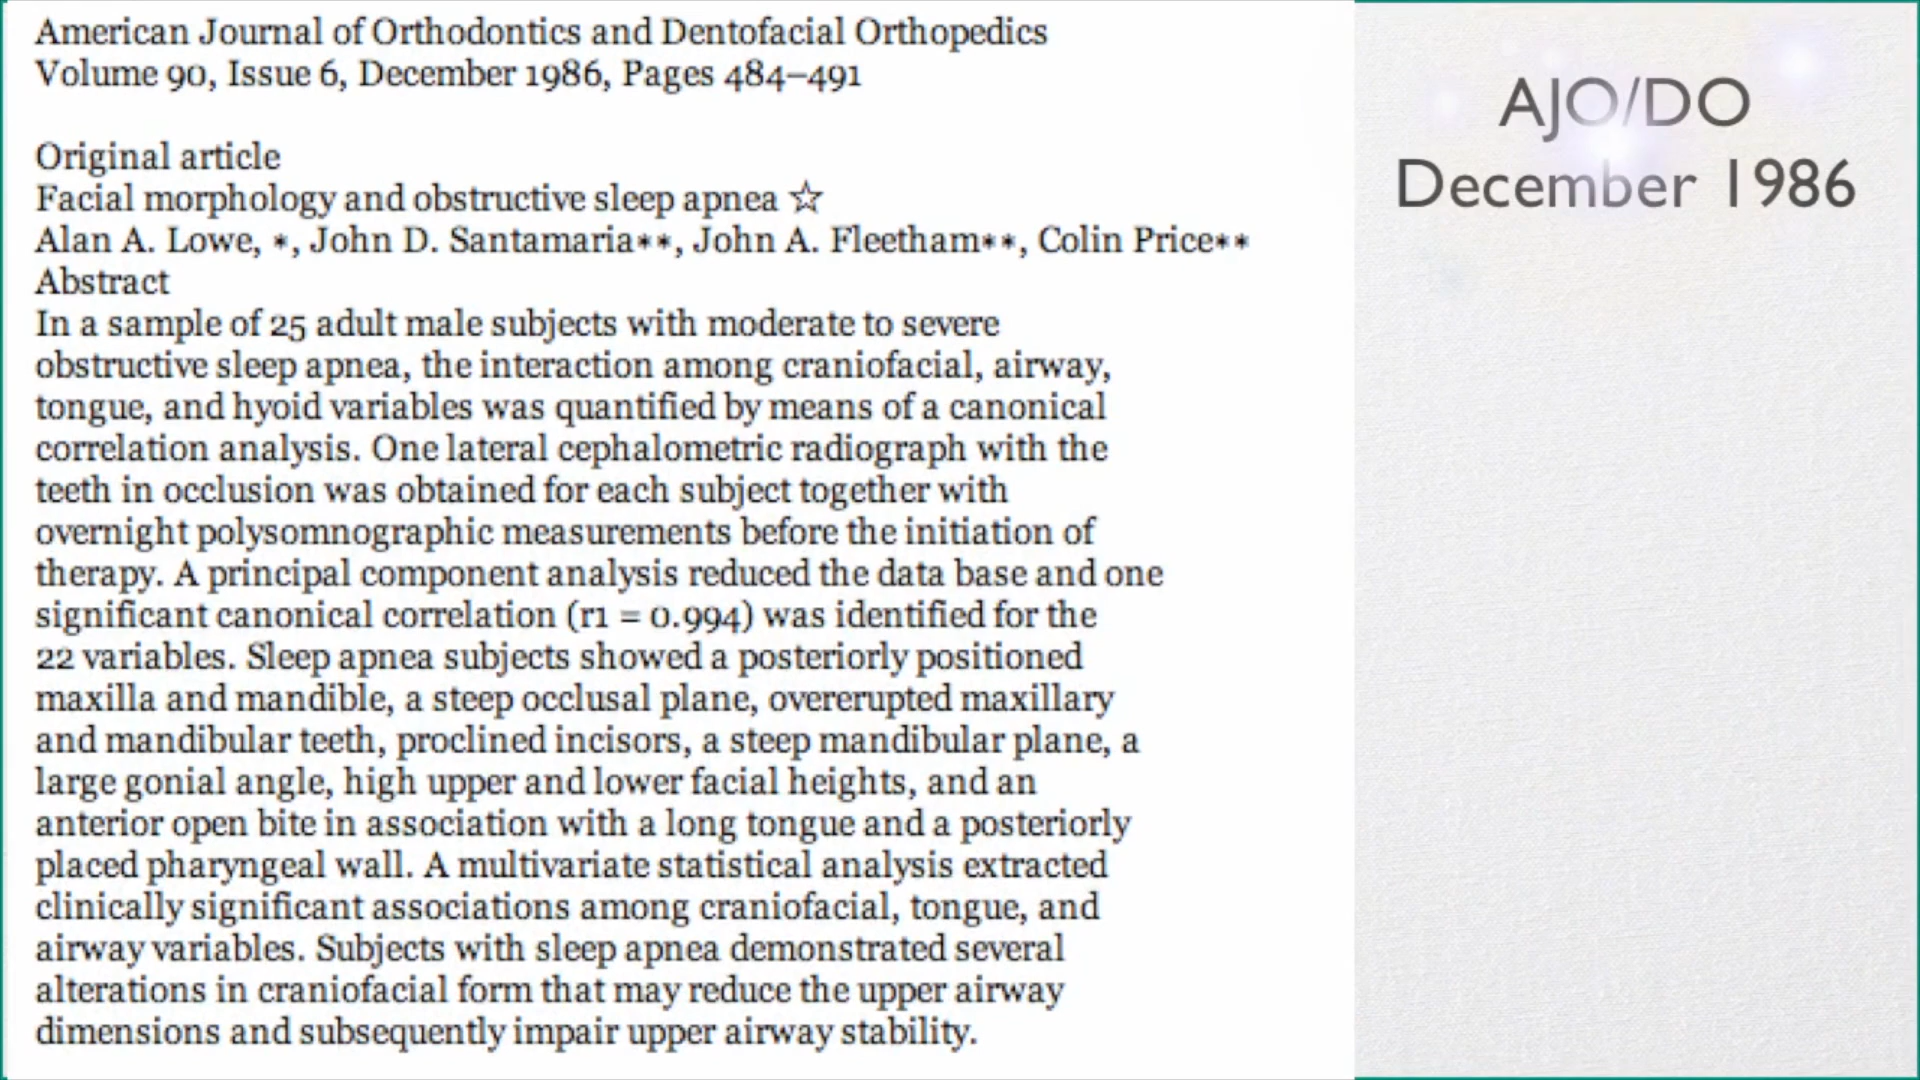 American Journal of Orthodontics and Dentofacial Orthopedics
Volume 90, Issue 6, December 1986, Pages 484–491
Original article
Facial morphology and obstructive sleep apnea ☆
Alan A. Lowe, *, John D. Santamaria**, John A. Fleetham**, Colin Price**
Abstract
In a sample of 25 adult male subjects with moderate to severe
obstructive sleep apnea, the interaction among craniofacial, airway,
tongue, and hyoid variables was quantified by means of a canonical
correlation analysis. One lateral cephalometric radiograph with the
teeth in occlusion was obtained for each subject together with
overnight polysomnographic measurements before the initiation of
therapy. A principal component analysis reduced the data base and one
significant canonical correlation (r1 = 0.994) was identified for the
22 variables. Sleep apnea subjects showed a posteriorly positioned
maxilla and mandible, a steep occlusal plane, overerupted maxillary
and mandibular teeth, proclined incisors, a steep mandibular plane, a
large gonial angle, high upper and lower facial heights, and an
anterior open bite in association with a long tongue and a posteriorly
placed pharyngeal wall. A multivariate statistical analysis extracted
clinically significant associations among craniofacial, tongue, and
airway variables. Subjects with sleep apnea demonstrated several
alterations in craniofacial form that may reduce the upper airway
dimensions and subsequently impair upper airway stability.
AJO/DO
December 1986